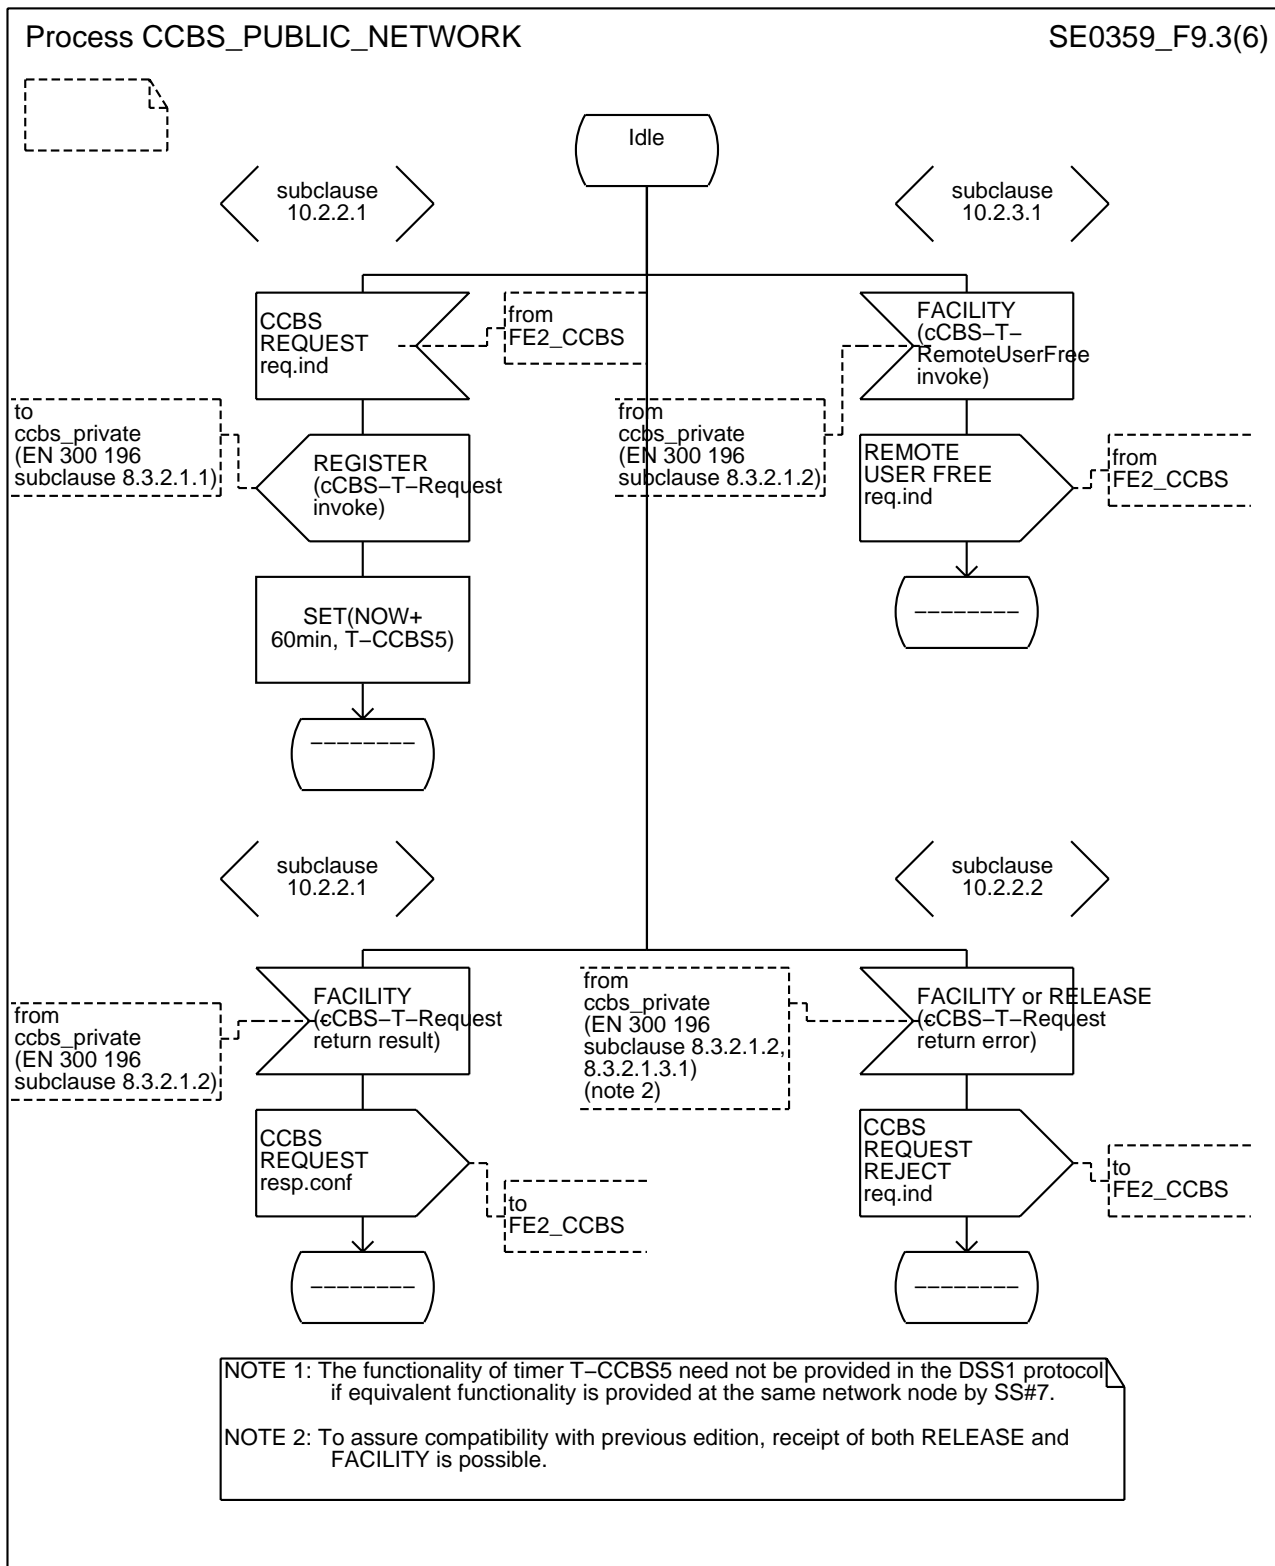 Process CCBS_PUBLIC_NETWORK
SE0359_F9.3(6)
Idle
subclause
10.2.2.1
subclause
10.2.3.1
CCBS
REQUEST
req.ind
from
FE2_CCBS
FACILITY
(cCBS–T–
RemoteUserFree
invoke)
to
ccbs_private
(EN 300 196
subclause 8.3.2.1.1)
REGISTER
(cCBS–T–Request
invoke)
from
ccbs_private
(EN 300 196
subclause 8.3.2.1.2)
REMOTE
USER FREE
req.ind
from
FE2_CCBS
SET(NOW+
60min, T–CCBS5)
––––––––
––––––––
subclause
10.2.2.1
subclause
10.2.2.2
from
ccbs_private
(EN 300 196
subclause 8.3.2.1.2)
FACILITY
(cCBS–T–Request
return result)
from
ccbs_private
(EN 300 196
subclause 8.3.2.1.2,
8.3.2.1.3.1)
(note 2)
FACILITY or RELEASE
(cCBS–T–Request
return error)
CCBS
REQUEST
resp.conf
to
FE2_CCBS
CCBS
REQUEST
REJECT
req.ind
to
FE2_CCBS
––––––––
––––––––
NOTE 1: The functionality of timer T–CCBS5 need not be provided in the DSS1 protocol
if equivalent functionality is provided at the same network node by SS#7.
NOTE 2: To assure compatibility with previous edition, receipt of both RELEASE and
FACILITY is possible.